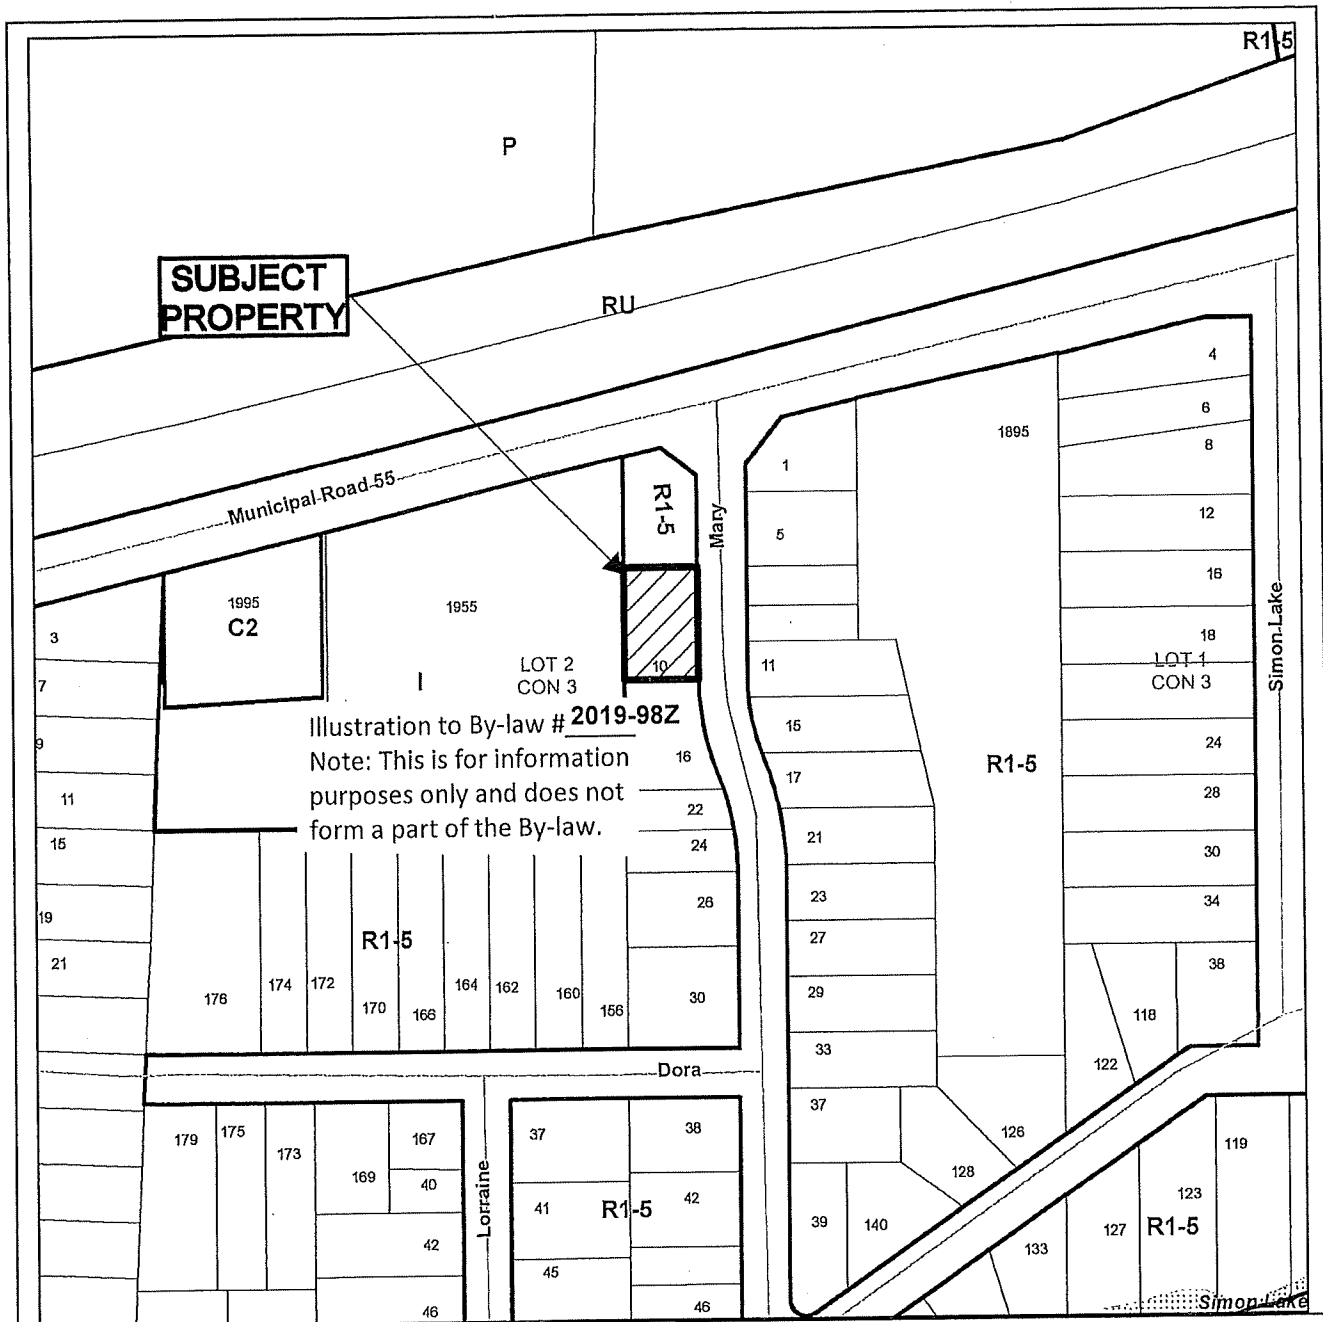 R1-5
P
SUBJECT
PROPERTY
RU
4
6
1895
8
1
Municipal Road 55
R1-5
Mary
12
5
16
1995
C2
1955
Simon Lake
3
18
LOT 2
CON 3
10
11
LOT 1
CON 3
7
I
Illustration to By-law # 2019-98Z
Note: This is for information
purposes only and does not
form a part of the By-law.
15
9
16
24
R1-5
17
28
11
22
15
24
21
30
23
34
26
19
R1-5
27
21
38
176
174
172
170
166
164
162
160
156
30
29
118
33
122
Dora
37
179
175
173
167
37
38
126
119
169
40
128
Lorraine
41
R1-5
42
123
39
140
127
R1-5
42
133
45
46
46
Simon Lake